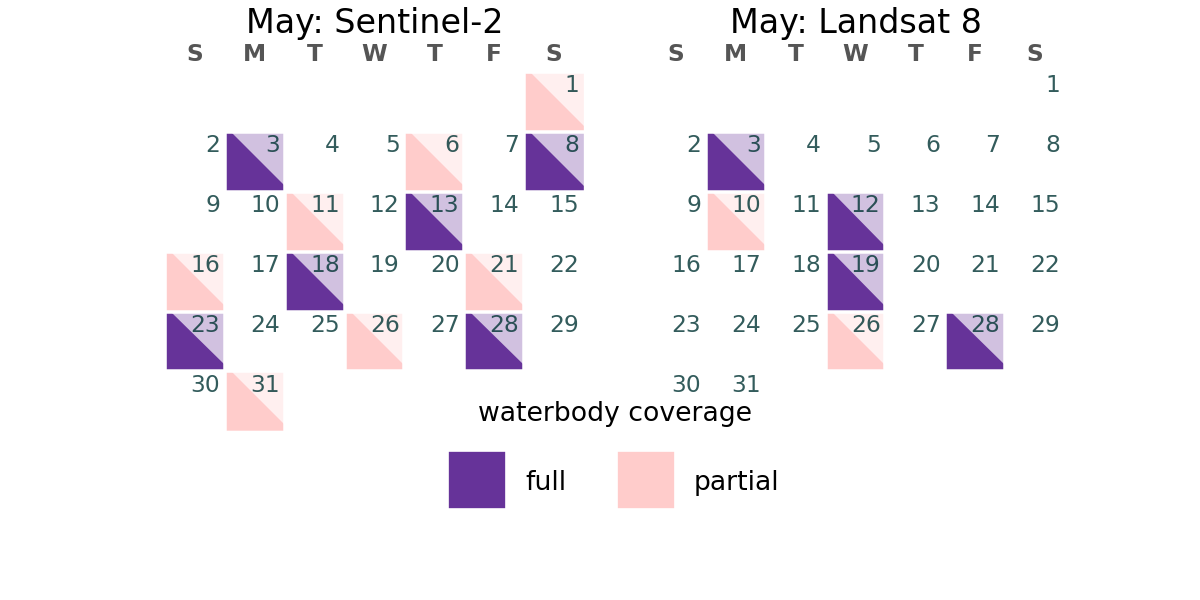 May: Sentinel-2
S M T W T F S
1
2 3 4 5 6 7 8
9 10 11 12 13 14 15
16 17 18 19 20 21 22
23 24 25 26 27 28 29
30 31
May: Landsat 8
S M T W T F S
1
2 3 4 5 6 7 8
9 10 11 12 13 14 15
16 17 18 19 20 21 22
23 24 25 26 27 28 29
30 31
waterbody coverage
full partial